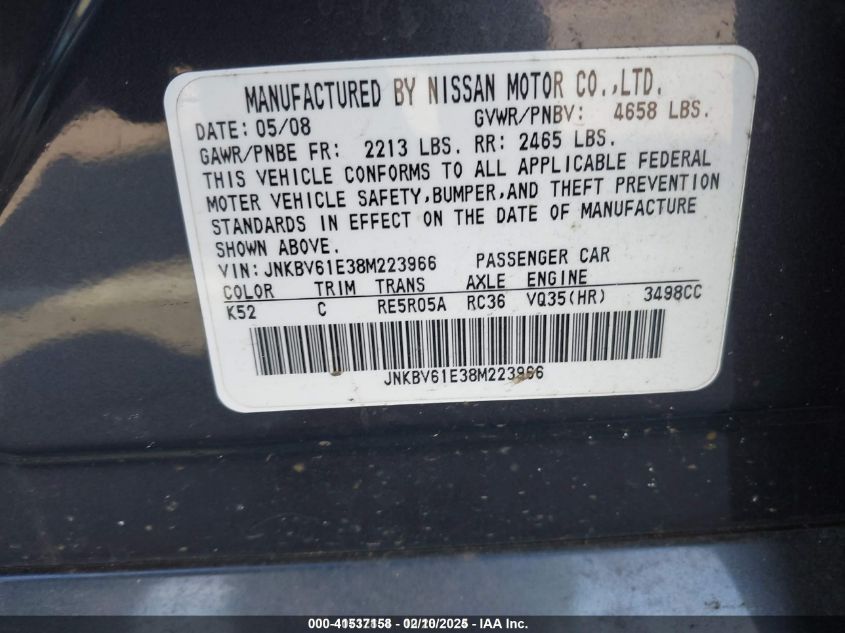 MANUFACTURED BY NISSAN MOTOR CO.,LTD.
DATE: 05/08 GVWR/PNBV: 4658 LBS.
GAWR/PNBE FR: 2213 LBS. RR: 2465 LBS.
THIS VEHICLE CONFORMS TO ALL APPLICABLE FEDERAL
MOTER VEHICLE SAFETY,BUMPER,AND THEFT PREVENTION
STANDARDS IN EFFECT ON THE DATE OF MANUFACTURE
SHOWN ABOVE.
VIN: JNKBV61E38M223966 PASSENGER CAR
COLOR TRIM TRANS AXLE ENGINE
K52 C RE5R05A RC36 VQ35(HR) 3498CC
JNKBV61E38M223966
000-41537158 - 02/10/2025 - IAA Inc.